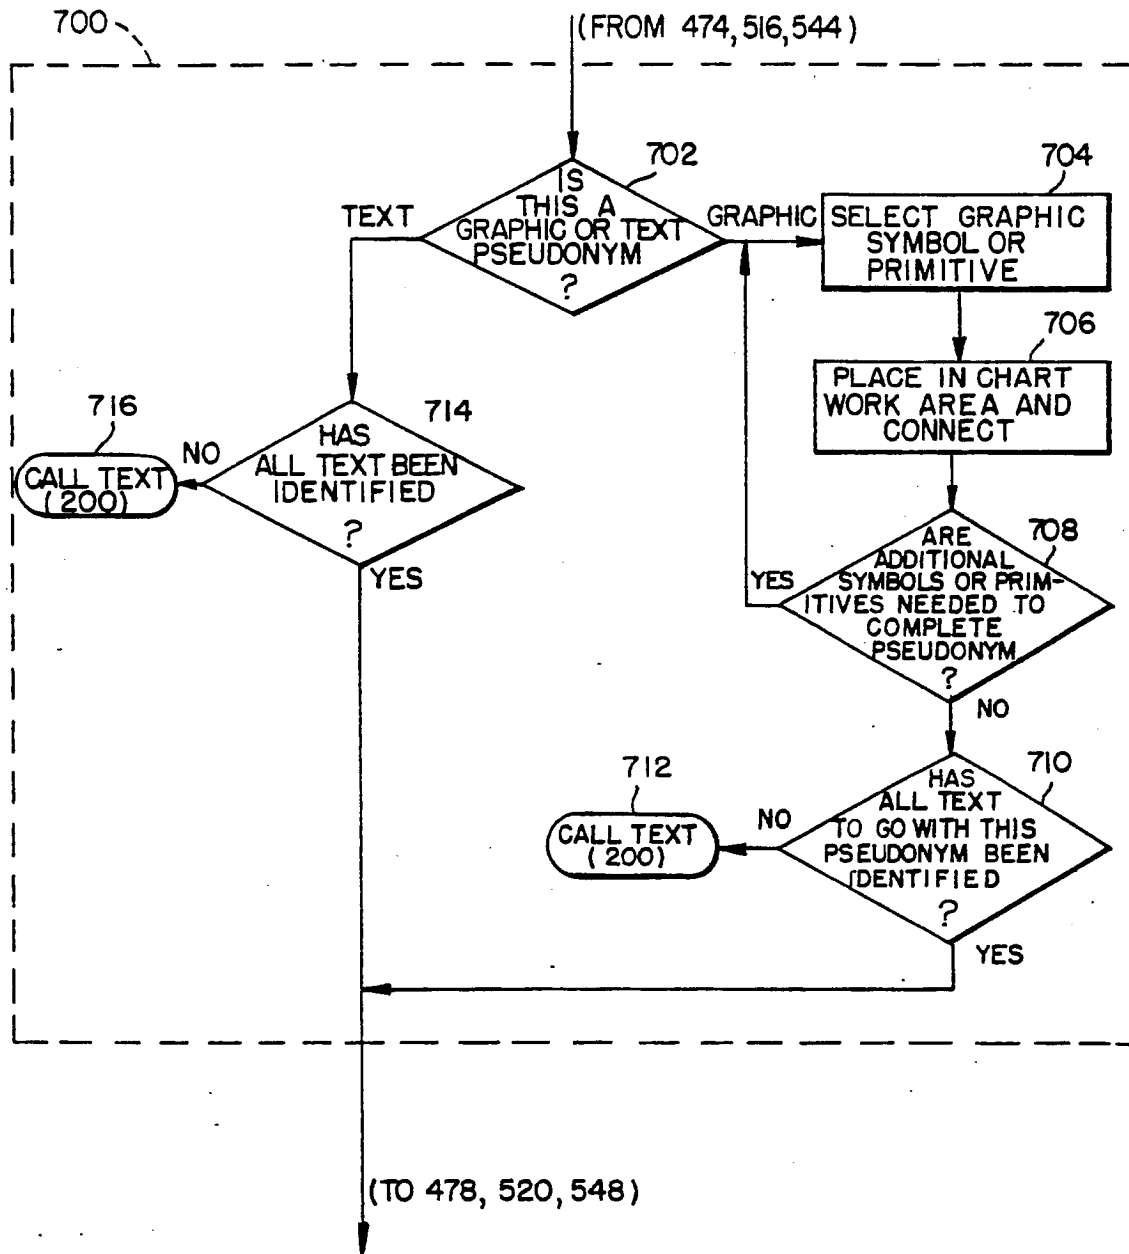 700
(FROM 474, 516, 544)
702
IS
THIS A
GRAPHIC OR TEXT
PSEUDONYM
?
TEXT
GRAPHIC
704
SELECT GRAPHIC
SYMBOL OR
PRIMITIVE
706
PLACE IN CHART
WORK AREA AND
CONNECT
716
CALL TEXT
(200)
NO
714
HAS
ALL TEXT BEEN
IDENTIFIED
?
YES
708
ARE
ADDITIONAL
SYMBOLS OR PRIM-
ITIVES NEEDED TO
COMPLETE
PSEUDONYM
?
YES
NO
712
CALL TEXT
(200)
NO
710
HAS
ALL TEXT
TO GO WITH THIS
PSEUDONYM BEEN
IDENTIFIED
?
YES
(TO 478, 520, 548)